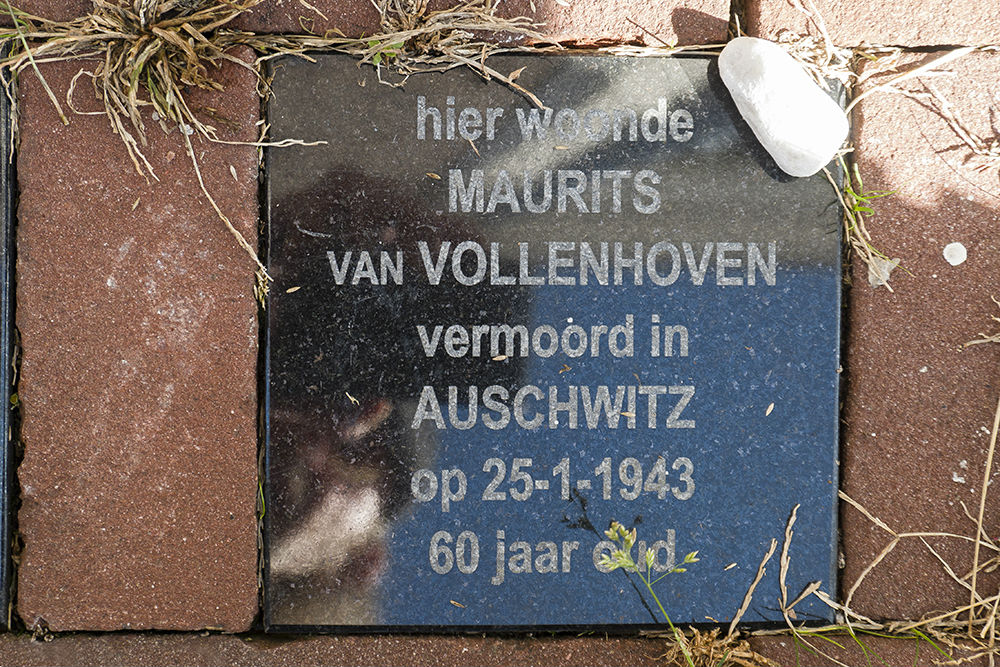 hier woonde
MAURITS
VAN VOLLENHOVEN
vermoord in
AUSCHWITZ
op 25-1-1943
60 jaar oud